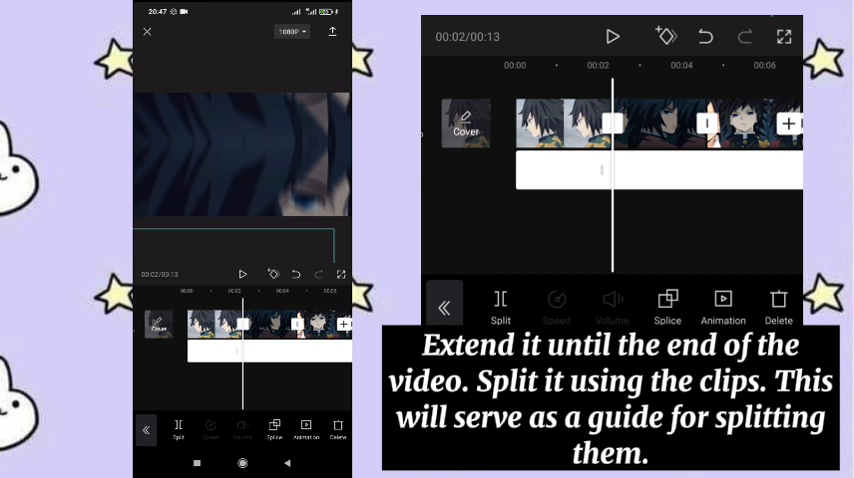 20:47
1080P
00:02/00:13
00:00 00:02 00:04 00:06
Cover
Split Speed Volume Splice Animation Delete
00:02/00:13
00:00 00:02 00:04 00:06
Cover
Split Speed Volume Splice Animation Delete
Extend it until the end of the
video. Split it using the clips. This
will serve as a guide for splitting
them.